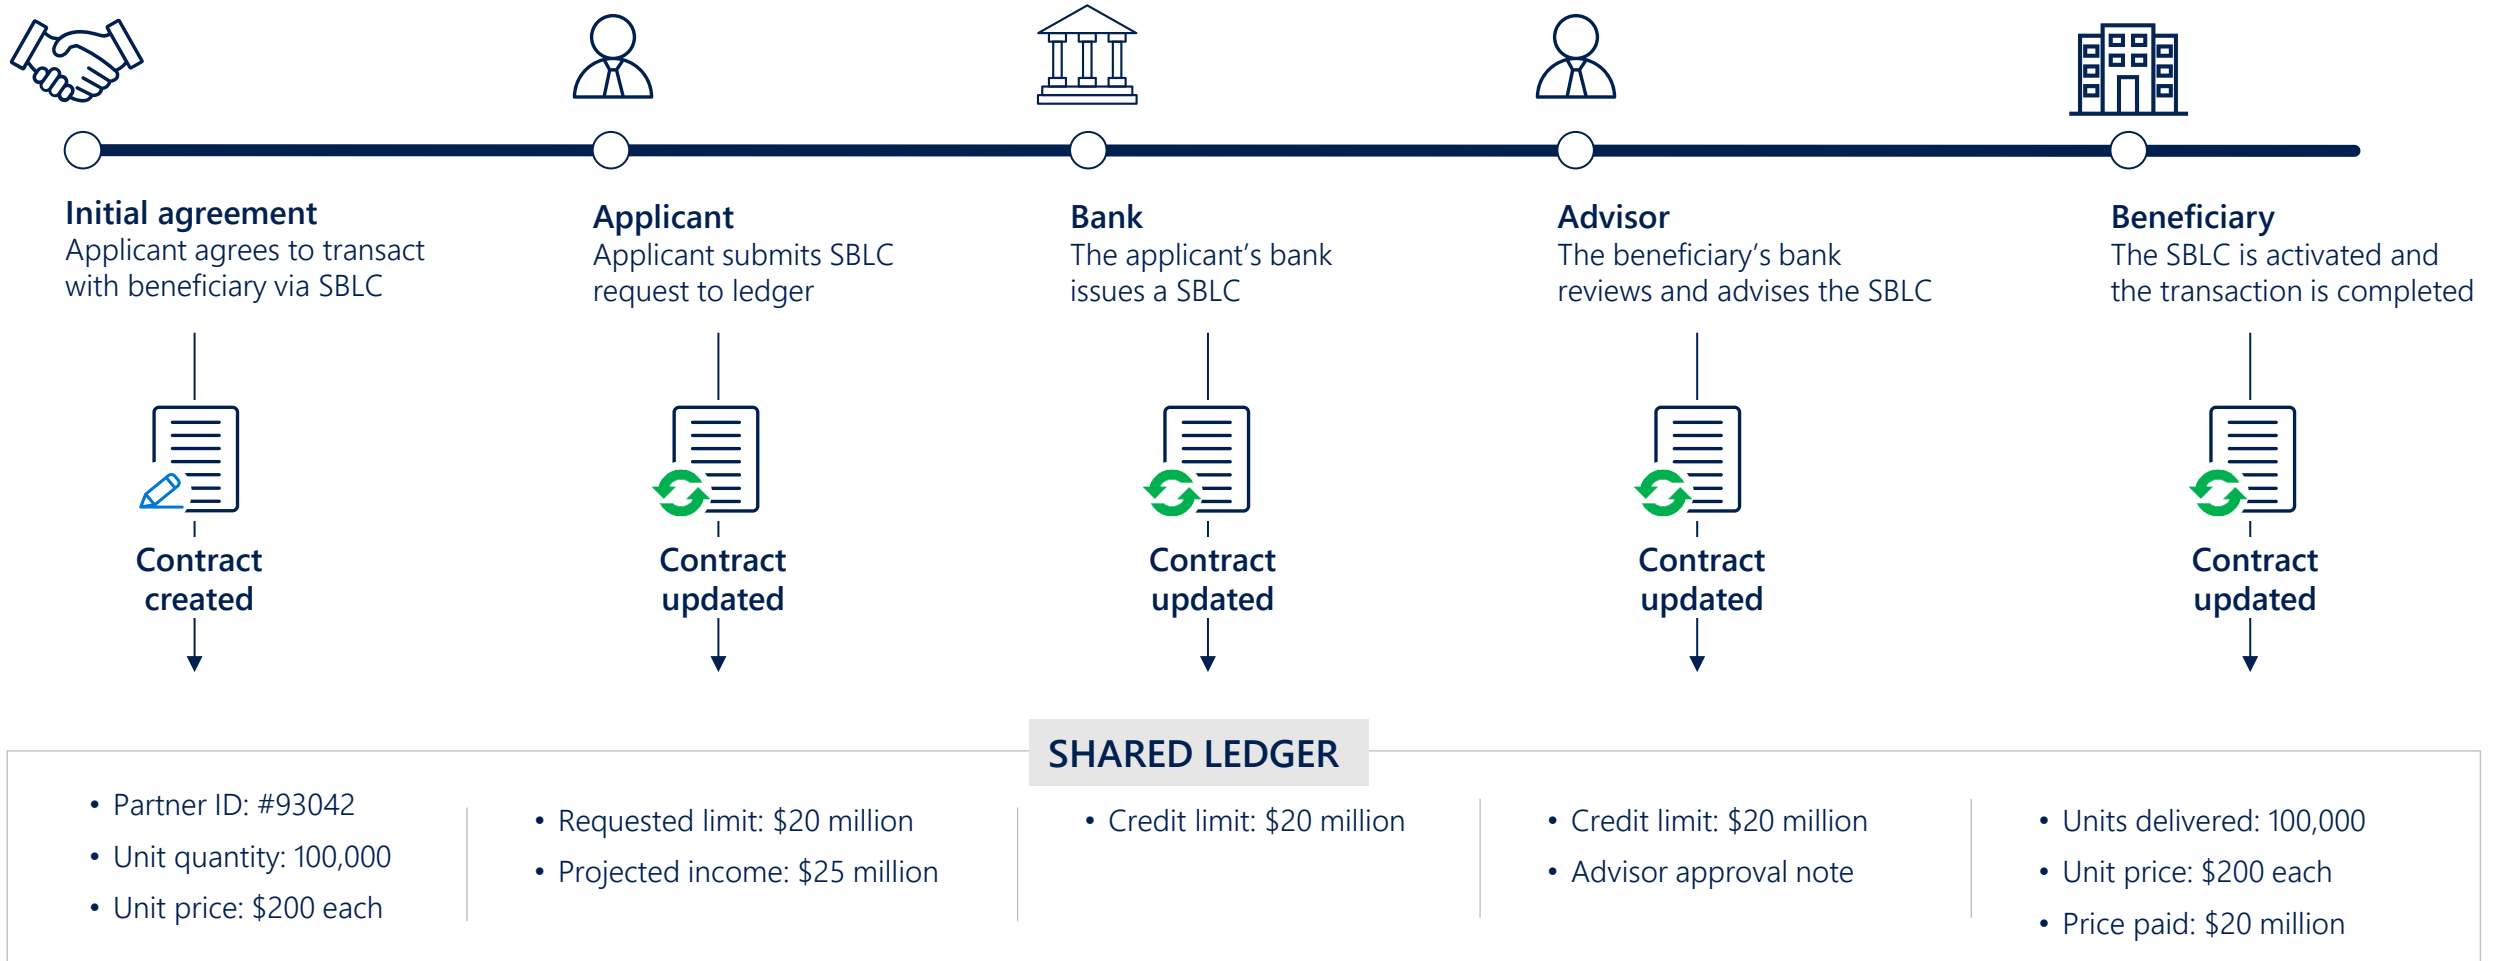 Initial agreement
Applicant agrees to transact
with beneficiary via SBLC
Applicant
Applicant submits SBLC
request to ledger
Bank
The applicant's bank
issues a SBLC
Advisor
The beneficiary's bank
reviews and advises the SBLC
Beneficiary
The SBLC is activated and
the transaction is completed
Contract
created
Contract
updated
Contract
updated
Contract
updated
Contract
updated
SHARED LEDGER
• Partner ID: #93042
• Unit quantity: 100,000
• Unit price: $200 each
• Requested limit: $20 million
• Projected income: $25 million
• Credit limit: $20 million
• Credit limit: $20 million
• Advisor approval note
• Units delivered: 100,000
• Unit price: $200 each
• Price paid: $20 million